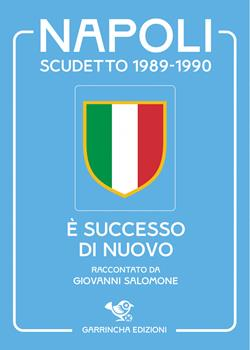 NAPOLI
SCUDETTO 1989-1990
È SUCCESSO
DI NUOVO
RACCONTATO DA
GIOVANNI SALOMONE
GARRINCHA EDIZIONI